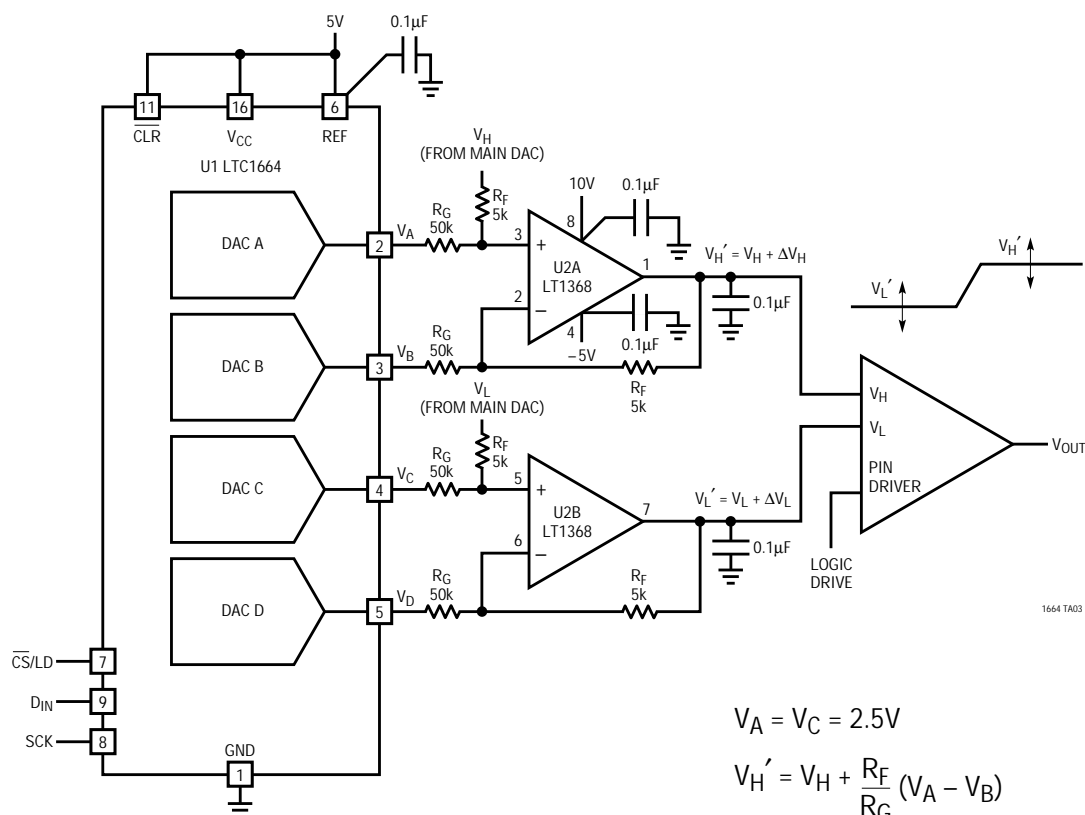 5V
0.1µF
11
16
6
CLR
VCC
REF
U1 LTC1664
VH
(FROM MAIN DAC)
RF
5k
10V
0.1µF
8
DAC A
2
VA
RG
50k
3
+
U2A
LT1368
1
VH′ = VH + ΔVH
0.1µF
2
–
4
–5V
0.1µF
DAC B
3
VB
RG
50k
RF
5k
VL
(FROM MAIN DAC)
RF
5k
DAC C
4
VC
RG
50k
5
+
U2B
LT1368
7
VL′ = VL + ΔVL
0.1µF
6
–
DAC D
5
VD
RG
50k
RF
5k
VL′
VH′
VH
VL
PIN
DRIVER
VOUT
LOGIC
DRIVE
1664 TA03
CS/LD
7
DIN
9
SCK
8
GND
1
VA = VC = 2.5V
VH′ = VH + RF/RG (VA – VB)